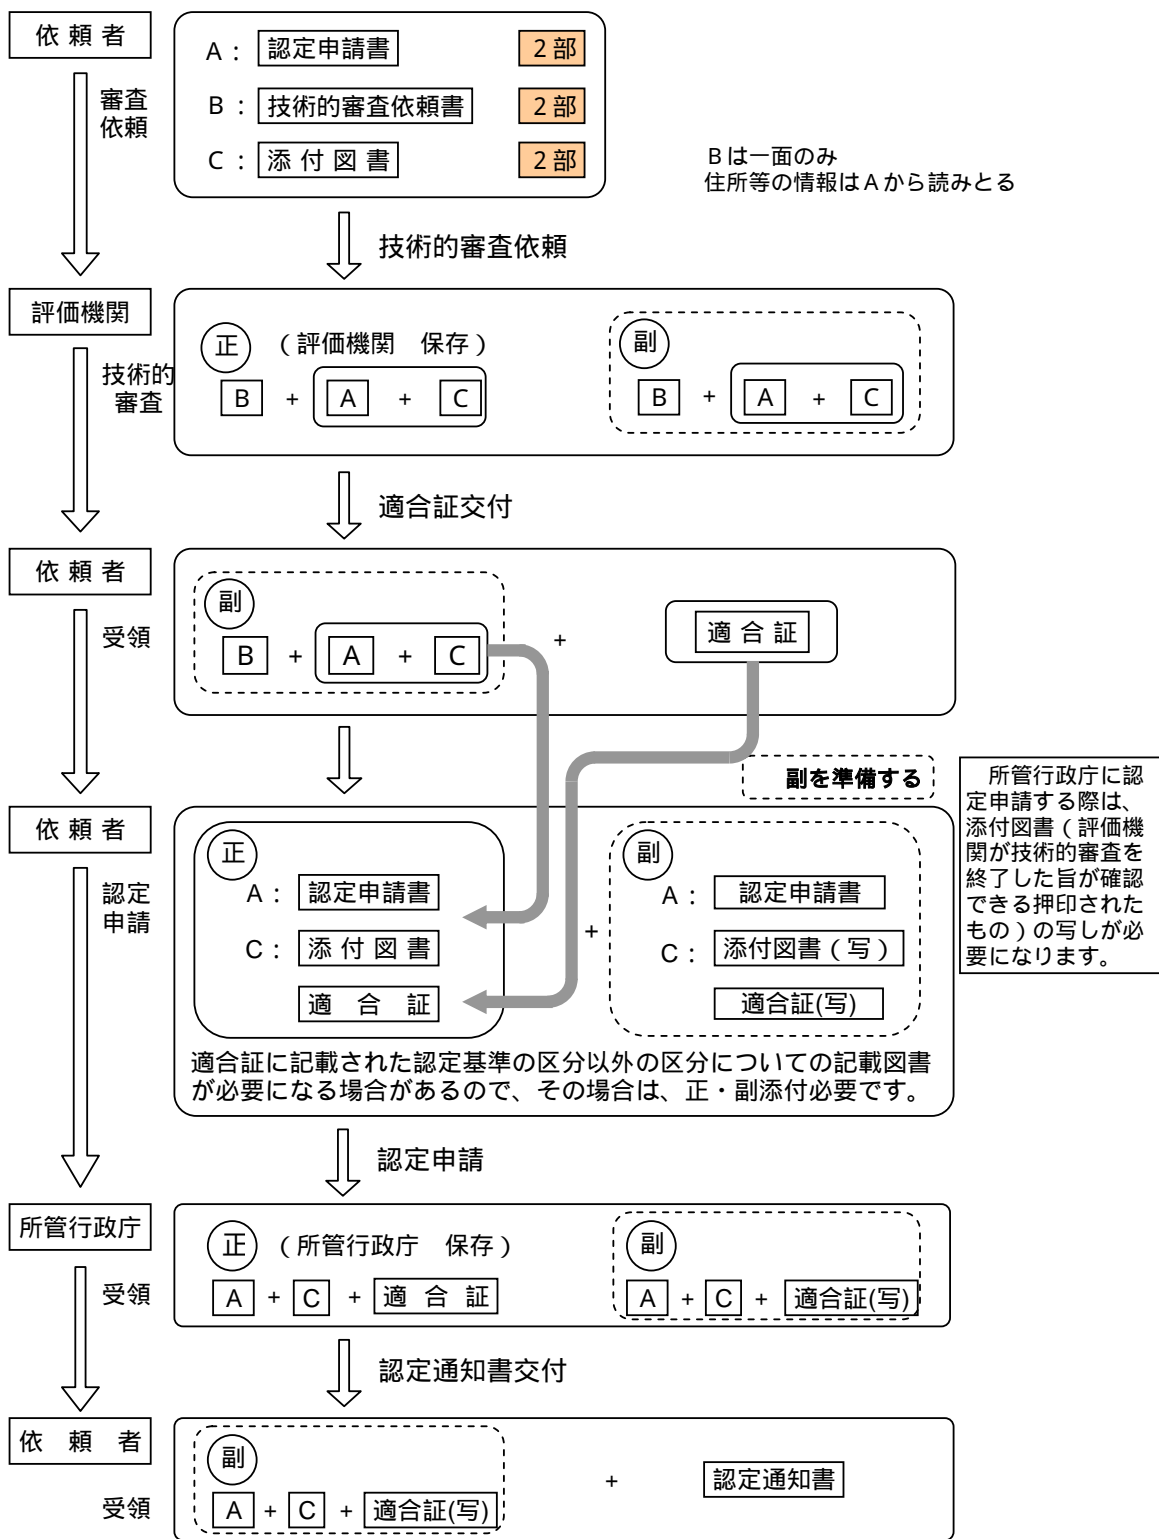 依 頼 者
審査
依頼
A： 認定申請書 ２部
B： 技術的審査依頼書 ２部
C： 添 付 図 書 ２部
Ｂは一面のみ
住所等の情報はＡから読みとる
技術的審査依頼
評価機関
技術的
審査
正 （評価機関　保存）
B + A + C
副
B + A + C
適合証交付
依 頼 者
受領
副
B + A + C
+
適 合 証
副を準備する
所管行政庁に認
定申請する際は、
添付図書（評価機
関が技術的審査を
終了した旨が確認
できる押印された
もの）の写しが必
要になります。
依 頼 者
認定
申請
正
A： 認定申請書
C： 添 付 図 書
適　合　証
+
副
A： 認定申請書
C： 添付図書（写）
適合証(写)
適合証に記載された認定基準の区分以外の区分についての記載図書
が必要になる場合があるので、その場合は、正・副添付必要です。
認定申請
所管行政庁
受領
正 （所管行政庁　保存）
A + C + 適 合 証
副
A + C + 適合証(写)
認定通知書交付
依　頼　者
受領
副
A + C + 適合証(写)
+
認定通知書